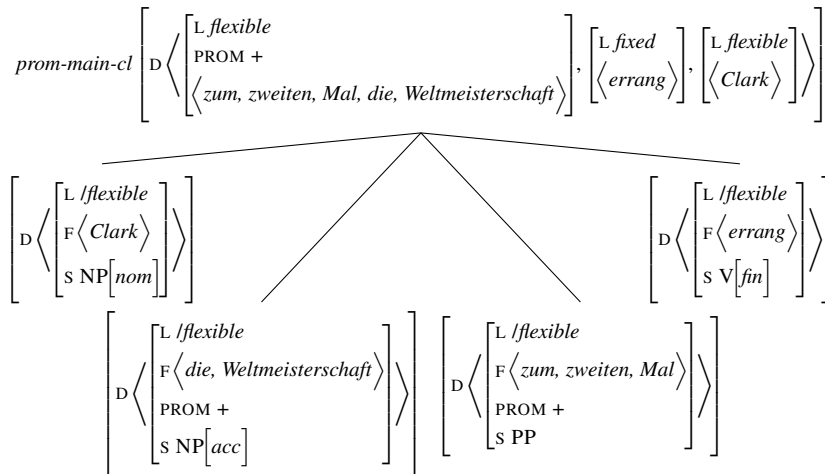 prom-main-cl [D ⟨[L flexible
PROM +
⟨zum, zweiten, Mal, die, Weltmeisterschaft⟩], [L fixed
⟨errang⟩], [L flexible
⟨Clark⟩]⟩]
[D ⟨[L /flexible
F ⟨Clark⟩
S NP[nom]]⟩]
[D ⟨[L /flexible
F ⟨errang⟩
S V[fin]]⟩]
[D ⟨[L /flexible
F ⟨die, Weltmeisterschaft⟩
PROM +
S NP[acc]]⟩]
[D ⟨[L /flexible
F ⟨zum, zweiten, Mal⟩
PROM +
S PP]⟩]